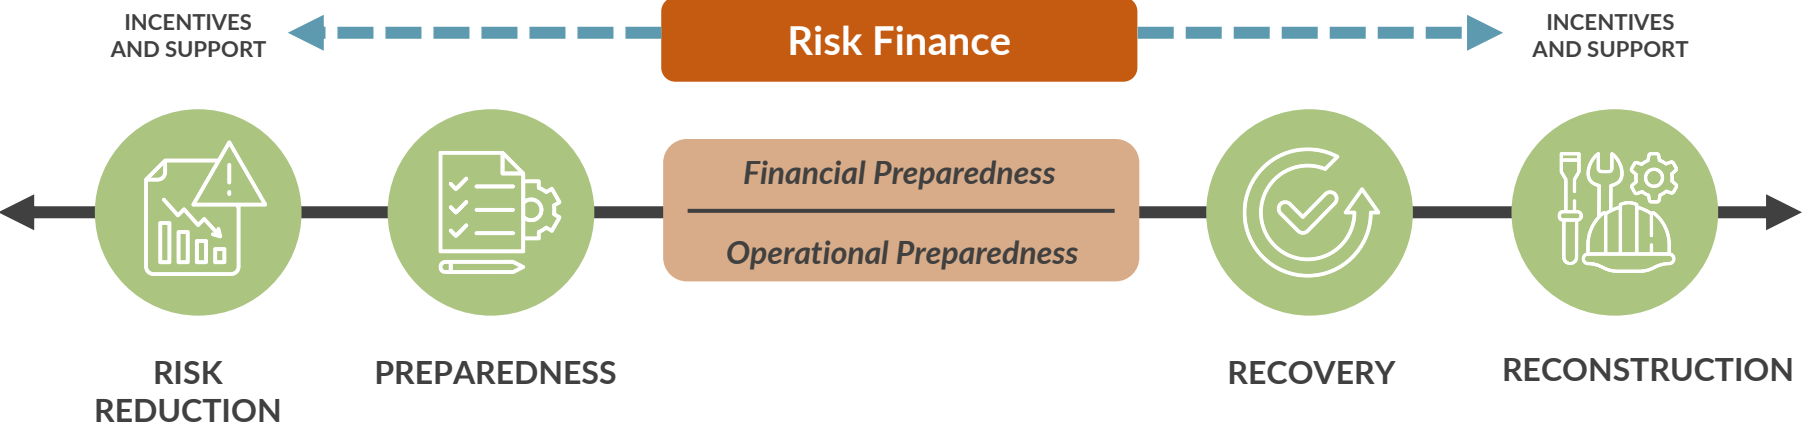 INCENTIVES
AND SUPPORT
Risk Finance
INCENTIVES
AND SUPPORT
Financial Preparedness
Operational Preparedness
RISK
REDUCTION
PREPAREDNESS
RECOVERY
RECONSTRUCTION